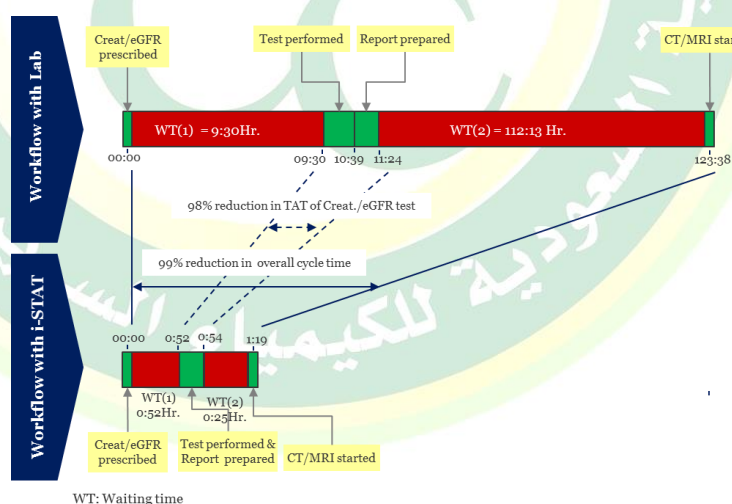 Creat/eGFR
prescribed
Test performed
Report prepared
CT/MRI star
Workflow with Lab
WT(1) = 9:30Hr.
WT(2) = 112:13 Hr.
00:00
09:30
10:39
11:24
123:38
98% reduction in TAT of Creat./eGFR test
99% reduction in overall cycle time
Workflow with i-STAT
00:00
0:52
0:54
1:19
WT(1)
0:52Hr.
WT(2)
0:25Hr.
Creat/eGFR
prescribed
Test performed &
Report prepared
CT/MRI started
WT: Waiting time
السعودية للكيمياء